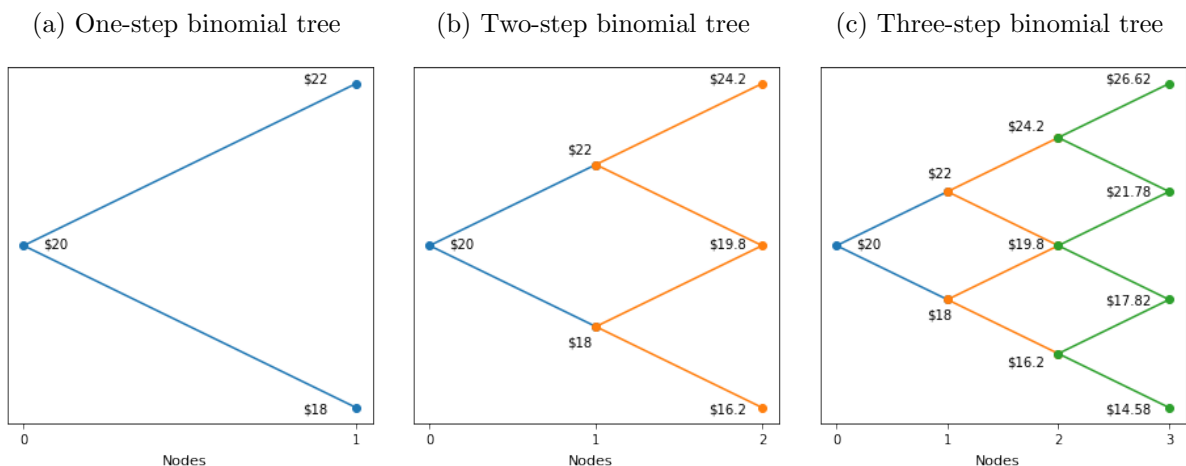 (a) One-step binomial tree
$22
$20
$18
0 1
Nodes
(b) Two-step binomial tree
$24.2
$22
$20
$19.8
$18
$16.2
0 1 2
Nodes
(c) Three-step binomial tree
$26.62
$24.2
$22
$21.78
$20
$19.8
$18
$17.82
$16.2
$14.58
0 1 2 3
Nodes